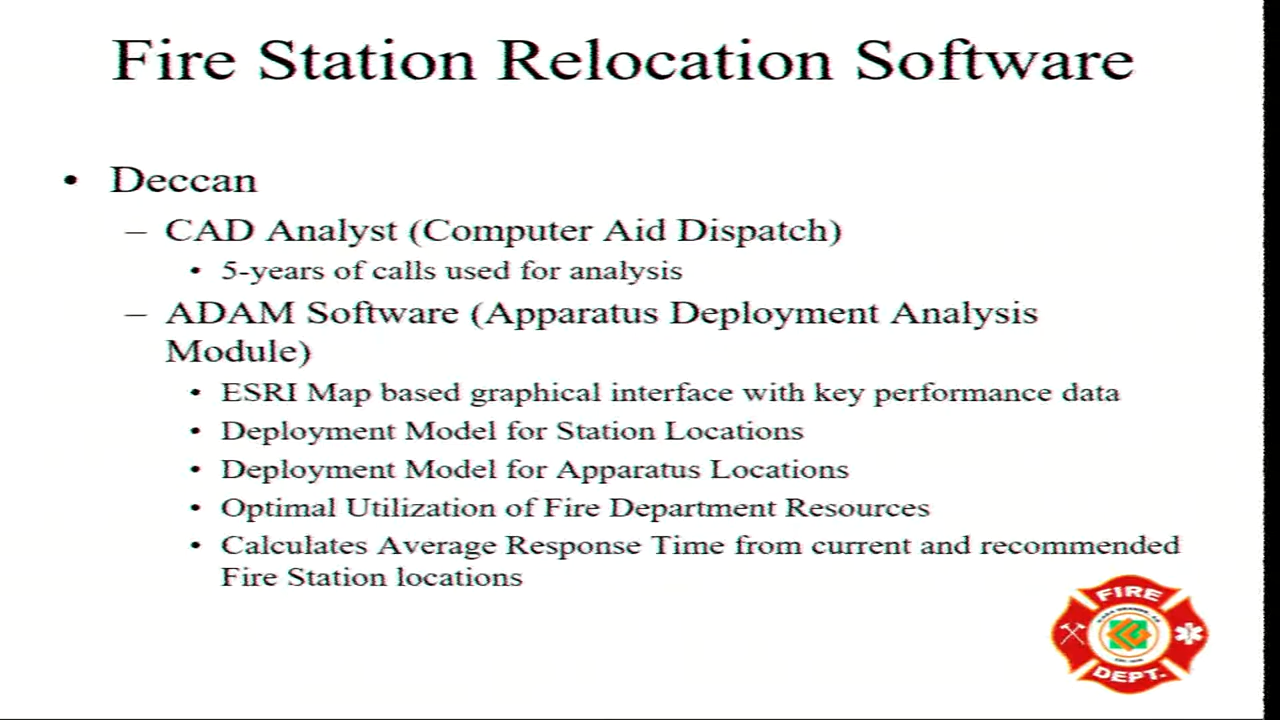 Fire Station Relocation Software
• Deccan
– CAD Analyst (Computer Aid Dispatch)
• 5-years of calls used for analysis
– ADAM Software (Apparatus Deployment Analysis
Module)
• ESRI Map based graphical interface with key performance data
• Deployment Model for Station Locations
• Deployment Model for Apparatus Locations
• Optimal Utilization of Fire Department Resources
• Calculates Average Response Time from current and recommended
Fire Station locations
FIRE
DEPT.